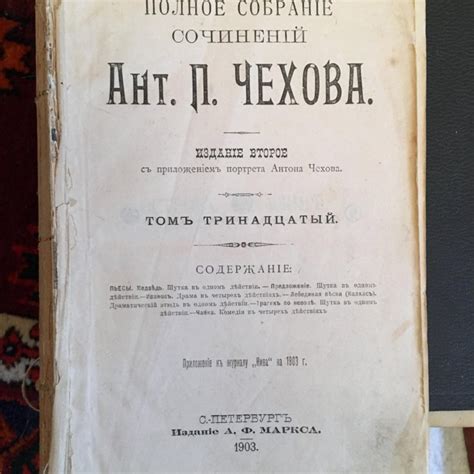 ПОЛНОЕ СОБРАНІЕ
СОЧИНЕНІЙ
Ант. П. ЧЕХОВА.
ИЗДАНІЕ ВТОРОЕ
съ приложеніемъ портрета Антона Чехова.
ТОМЪ ТРИНАДЦАТЫЙ.
СОДЕРЖАНІЕ:
ПЬЕСЫ. Медвѣдь. Шутка въ одномъ дѣйствіи.—Предложеніе. Шутка въ одномъ
дѣйствіи.—Ивановъ. Драма въ четырехъ дѣйствіяхъ.—Лебединая пѣсня (Калхасъ).
Драматическій этюдъ въ одномъ дѣйствіи.—Трагикъ по неволѣ. Шутка въ одномъ
дѣйствіи.—Чайка. Комедія въ четырехъ дѣйствіяхъ
Приложеніе къ журналу „Нива" на 1903 г.
С.-ПЕТЕРБУРГЪ
Изданіе А. Ф. МАРКСА.
1903.